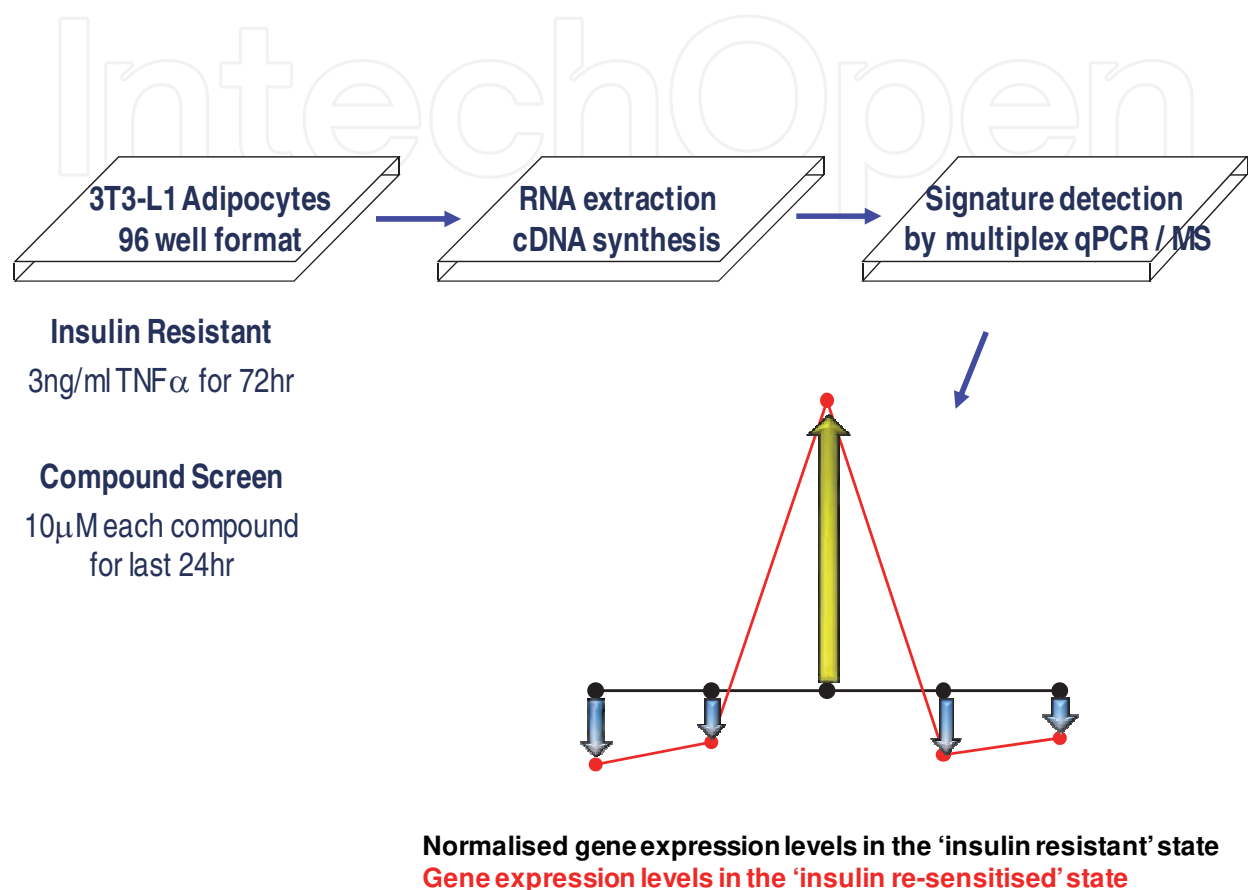 IntechOpen
3T3-L1 Adipocytes
96 well format
RNA extraction
cDNA synthesis
Signature detection
by multiplex qPCR / MS
Insulin Resistant
3ng/ml TNFα for 72hr
Compound Screen
10µM each compound
for last 24hr
Normalised gene expression levels in the ‘insulin resistant’ state
Gene expression levels in the ‘insulin re-sensitised’ state